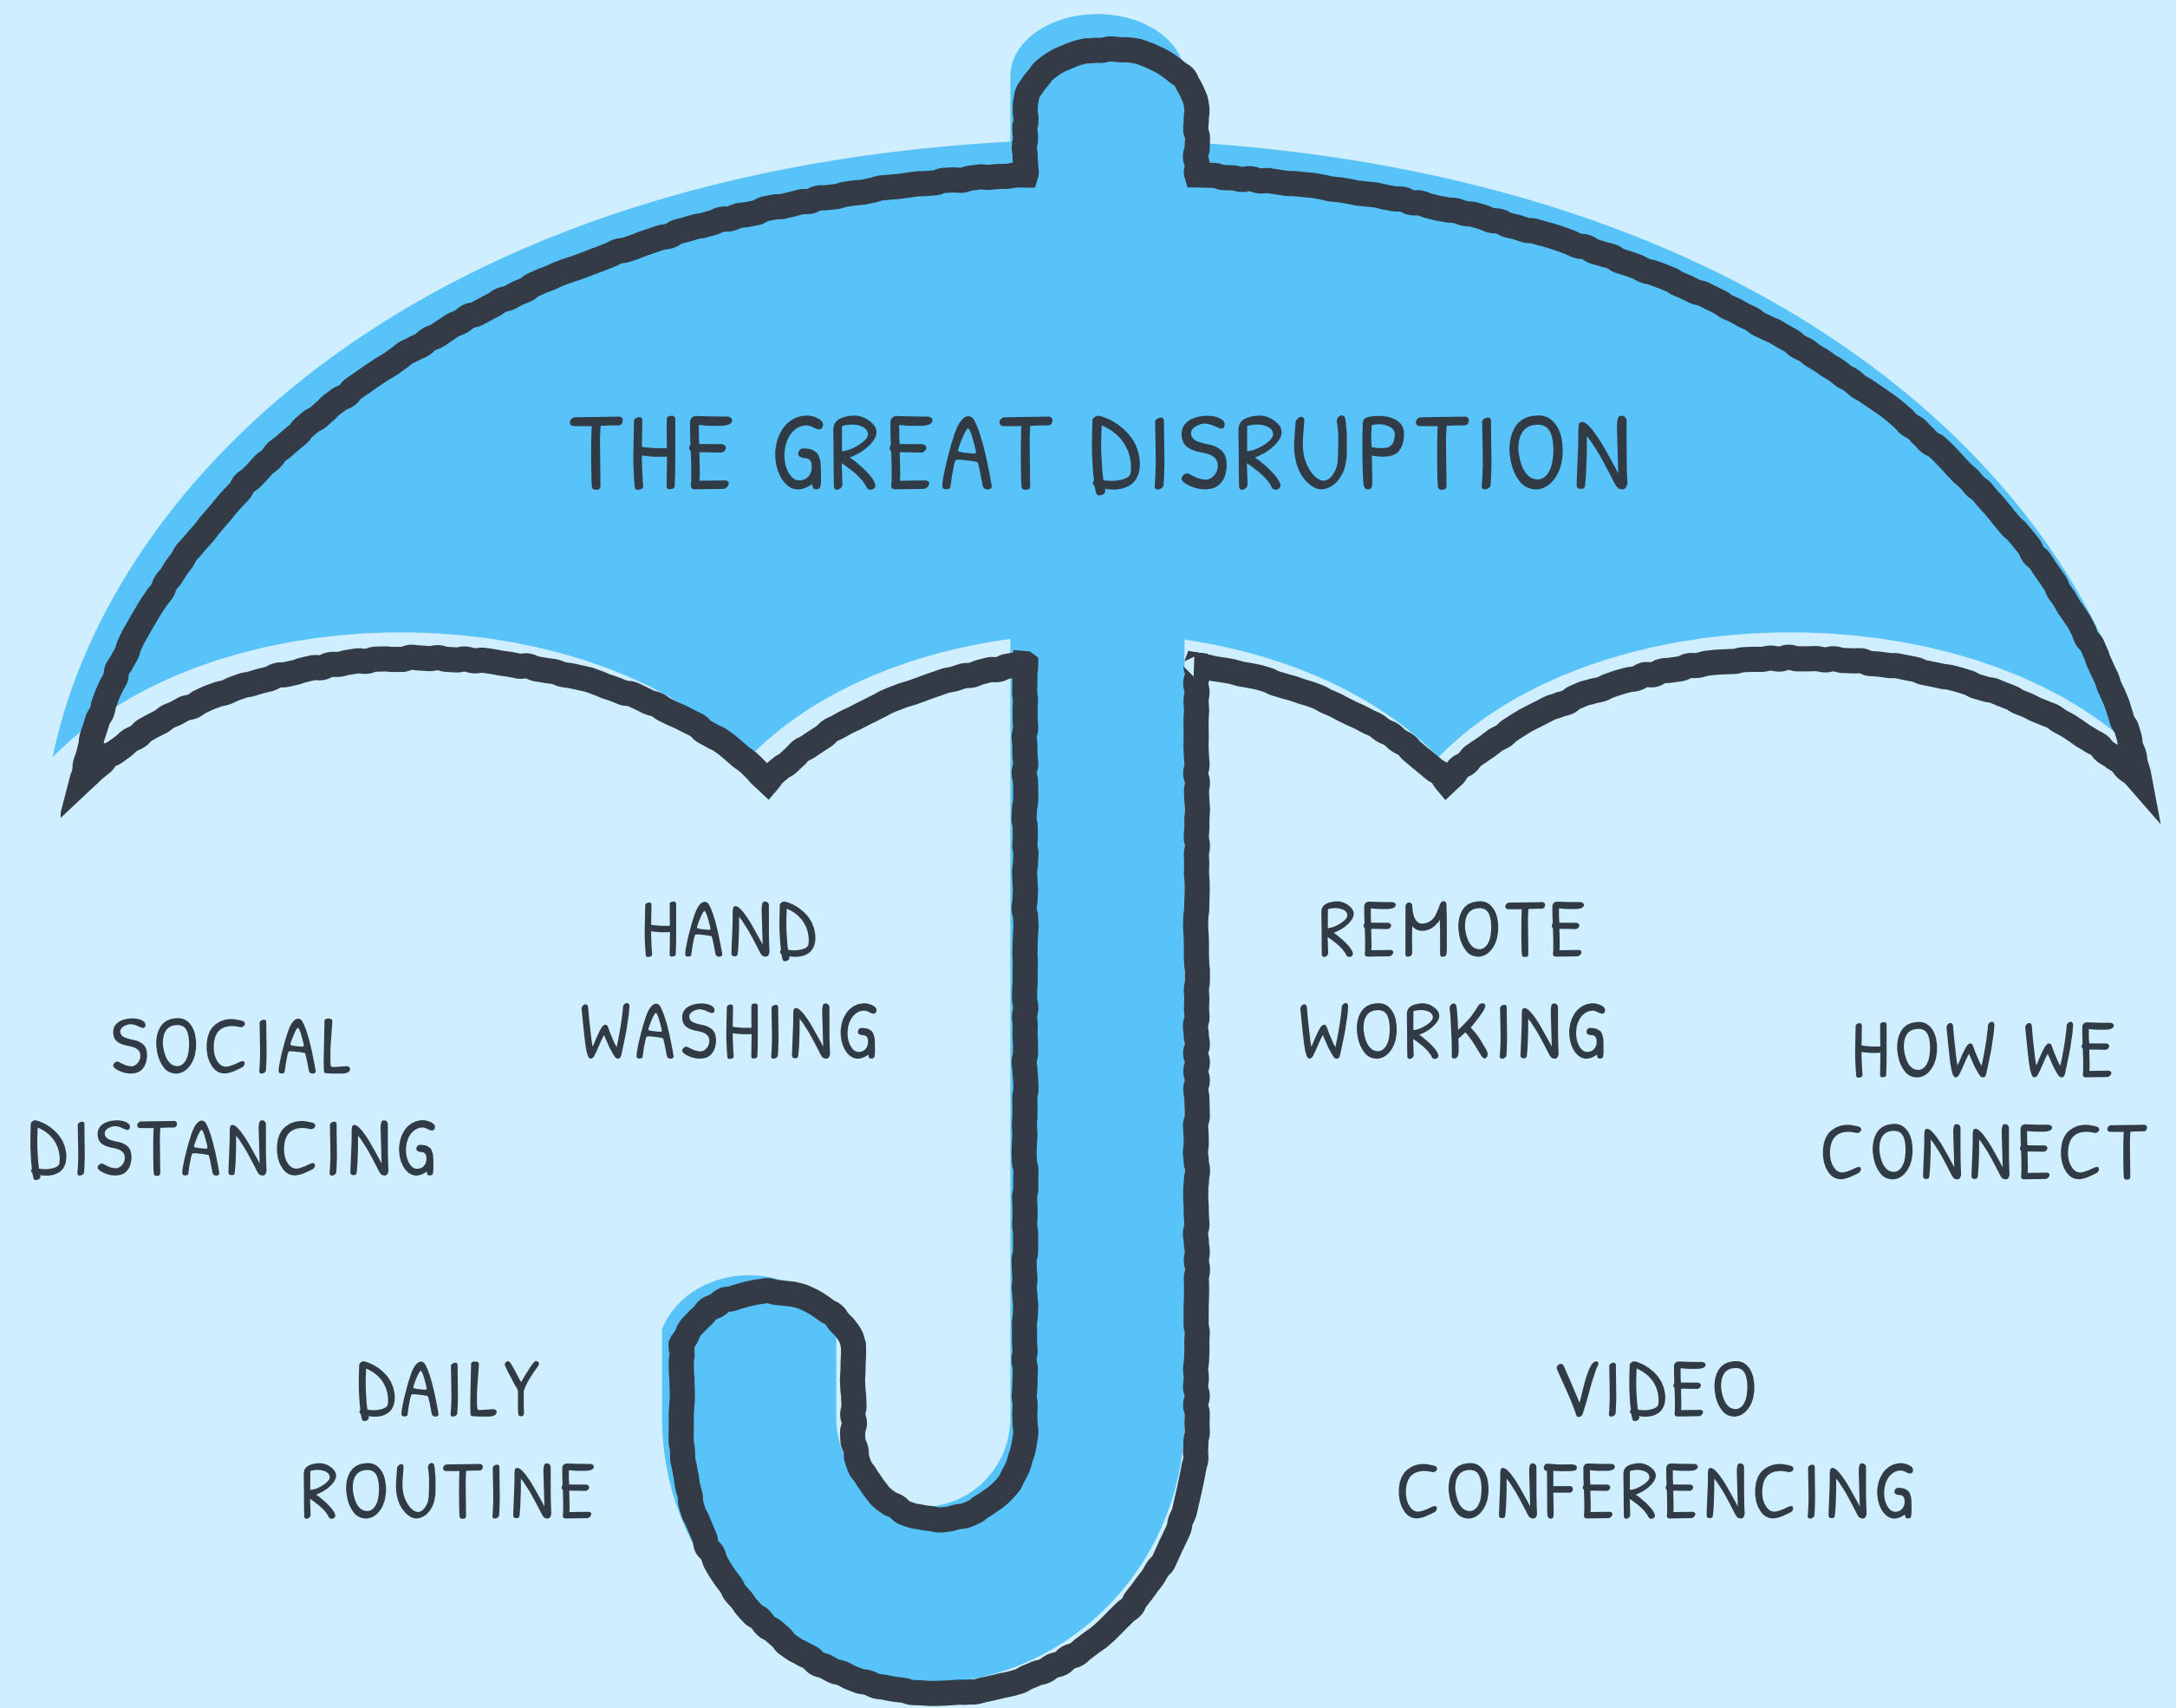 THE GREAT DISRUPTION
HAND
WASHING
REMOTE
WORKING
SOCIAL
DISTANCING
HOW WE
CONNECT
DAILY
ROUTINE
VIDEO
CONFERENCING